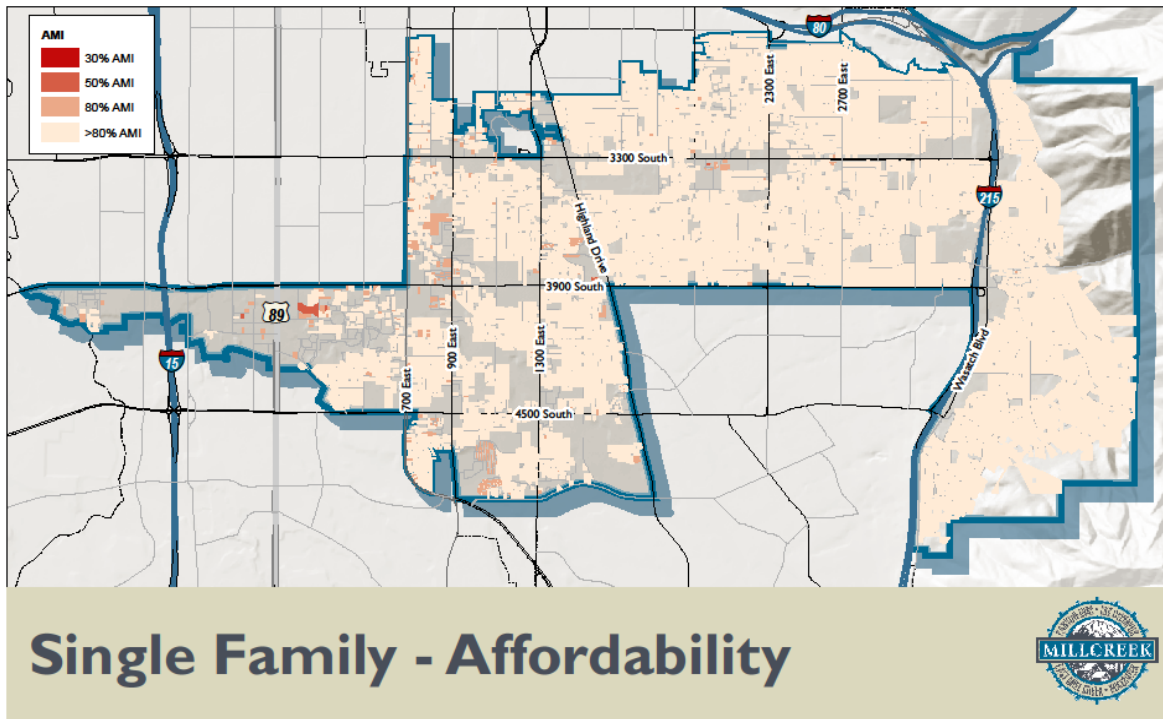 AMI
30% AMI
50% AMI
80% AMI
>80% AMI
80
2300 East
2700 East
3300 South
215
Highland Drive
3900 South
89
15
700 East
900 East
1300 East
Wasatch Blvd
4500 South
Single Family - Affordability
MILLCREEK